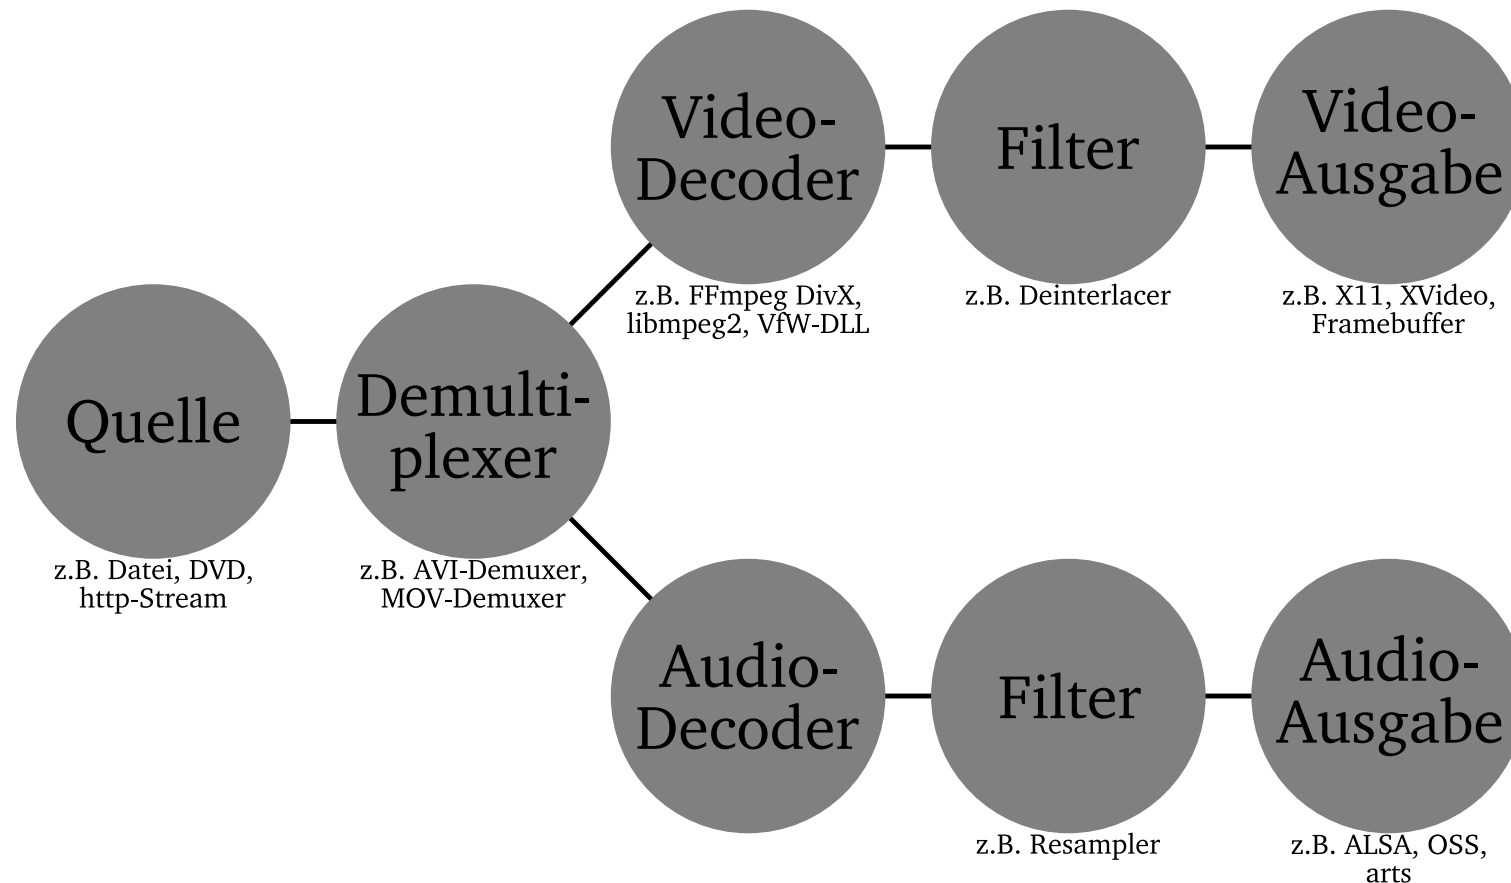 Video-
Decoder
z.B. FFmpeg DivX,
libmpeg2, VfW-DLL
Filter
z.B. Deinterlacer
Video-
Ausgabe
z.B. X11, XVideo,
Framebuffer
Quelle
z.B. Datei, DVD,
http-Stream
Demulti-
plexer
z.B. AVI-Demuxer,
MOV-Demuxer
Audio-
Decoder
Filter
z.B. Resampler
Audio-
Ausgabe
z.B. ALSA, OSS,
arts